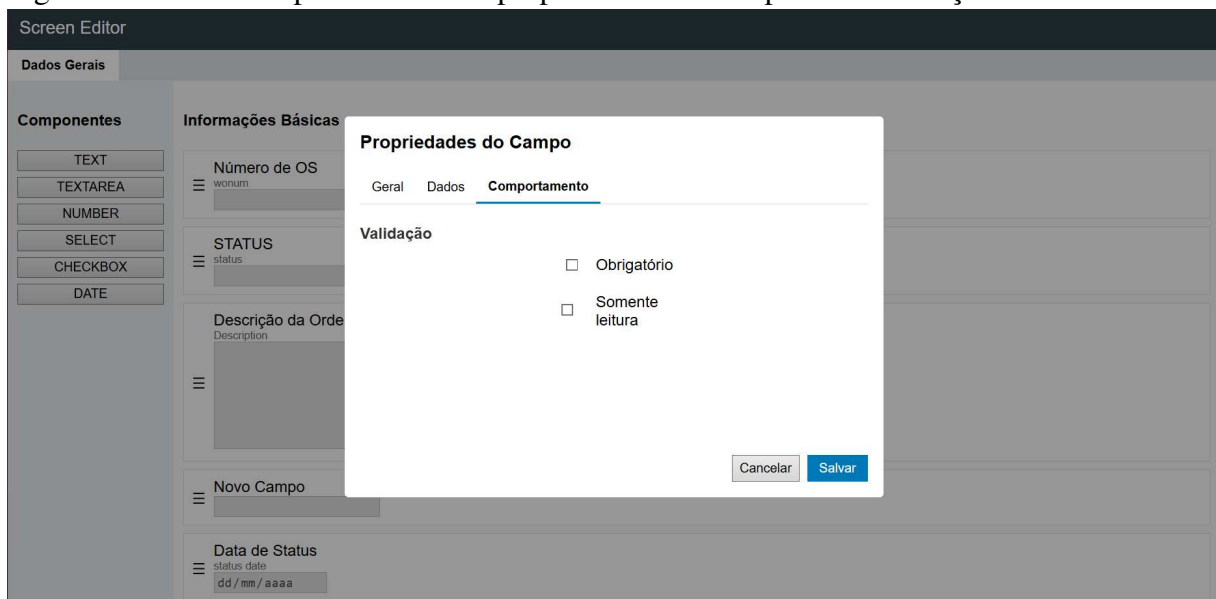 Screen Editor
Dados Gerais
Componentes
TEXT
TEXTAREA
NUMBER
SELECT
CHECKBOX
DATE
Informações Básicas
Número de OS
wonum
STATUS
status
Descrição da Orde
Description
Novo Campo
Data de Status
status date
dd/mm/aaaa
Propriedades do Campo
Geral Dados Comportamento
Validação
Obrigatório
Somente
leitura
Cancelar Salvar